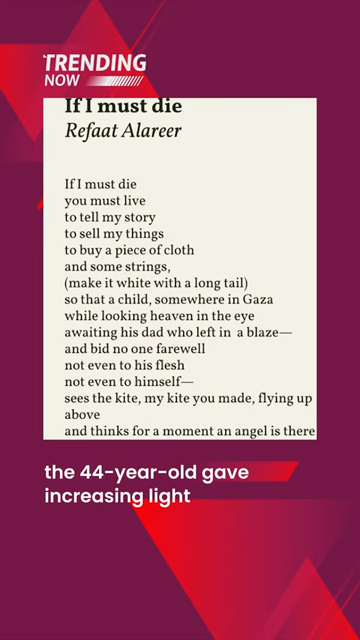 TRENDING
NOW
If I must die
Refaat Alareer
If I must die
you must live
to tell my story
to sell my things
to buy a piece of cloth
and some strings,
(make it white with a long tail)
so that a child, somewhere in Gaza
while looking heaven in the eye
awaiting his dad who left in a blaze—
and bid no one farewell
not even to his flesh
not even to himself—
sees the kite, my kite you made, flying up
above
and thinks for a moment an angel is there
the 44-year-old gave
increasing light